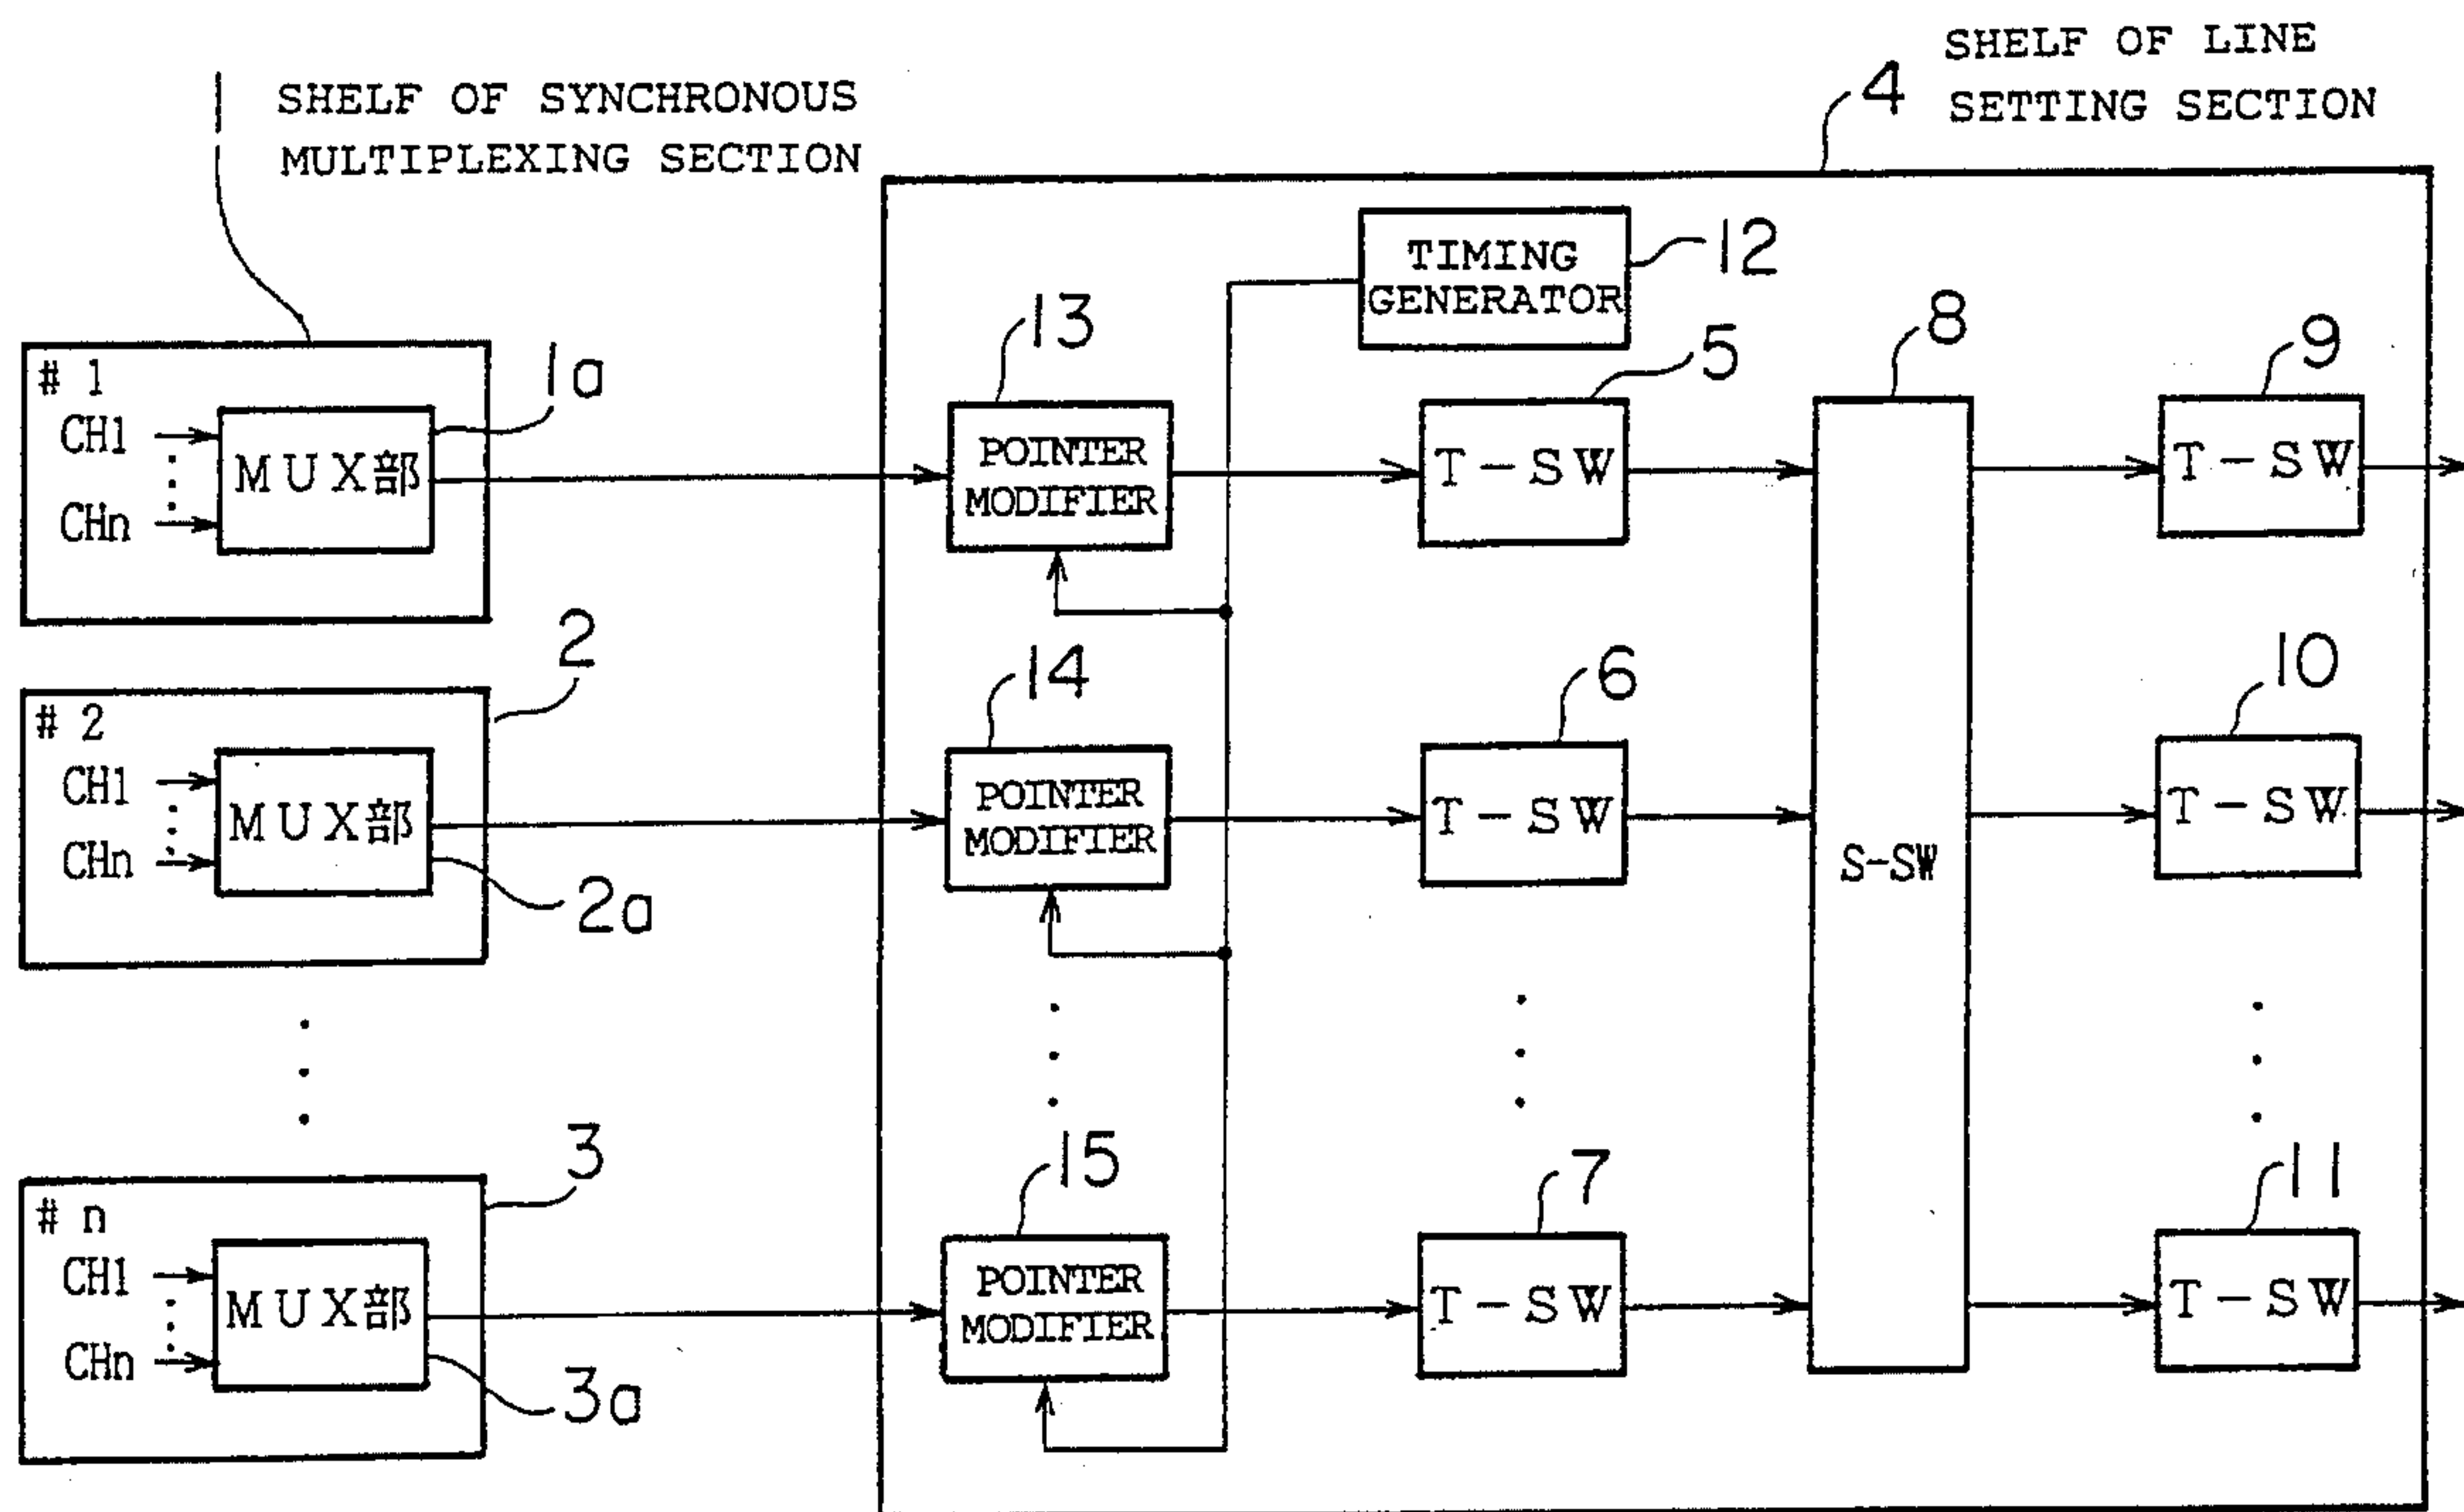 SHELF OF LINE
SETTING SECTION
4
1
SHELF OF SYNCHRONOUS
MULTIPLEXING SECTION
TIMING
GENERATOR
12
# 1
CH1
CHn
MUX部
1a
13
POINTER
MODIFIER
5
T-SW
8
S-SW
9
T-SW
# 2
CH1
CHn
MUX部
2
2a
14
POINTER
MODIFIER
6
T-SW
10
T-SW
# n
CH1
CHn
MUX部
3
3a
15
POINTER
MODIFIER
7
T-SW
11
T-SW